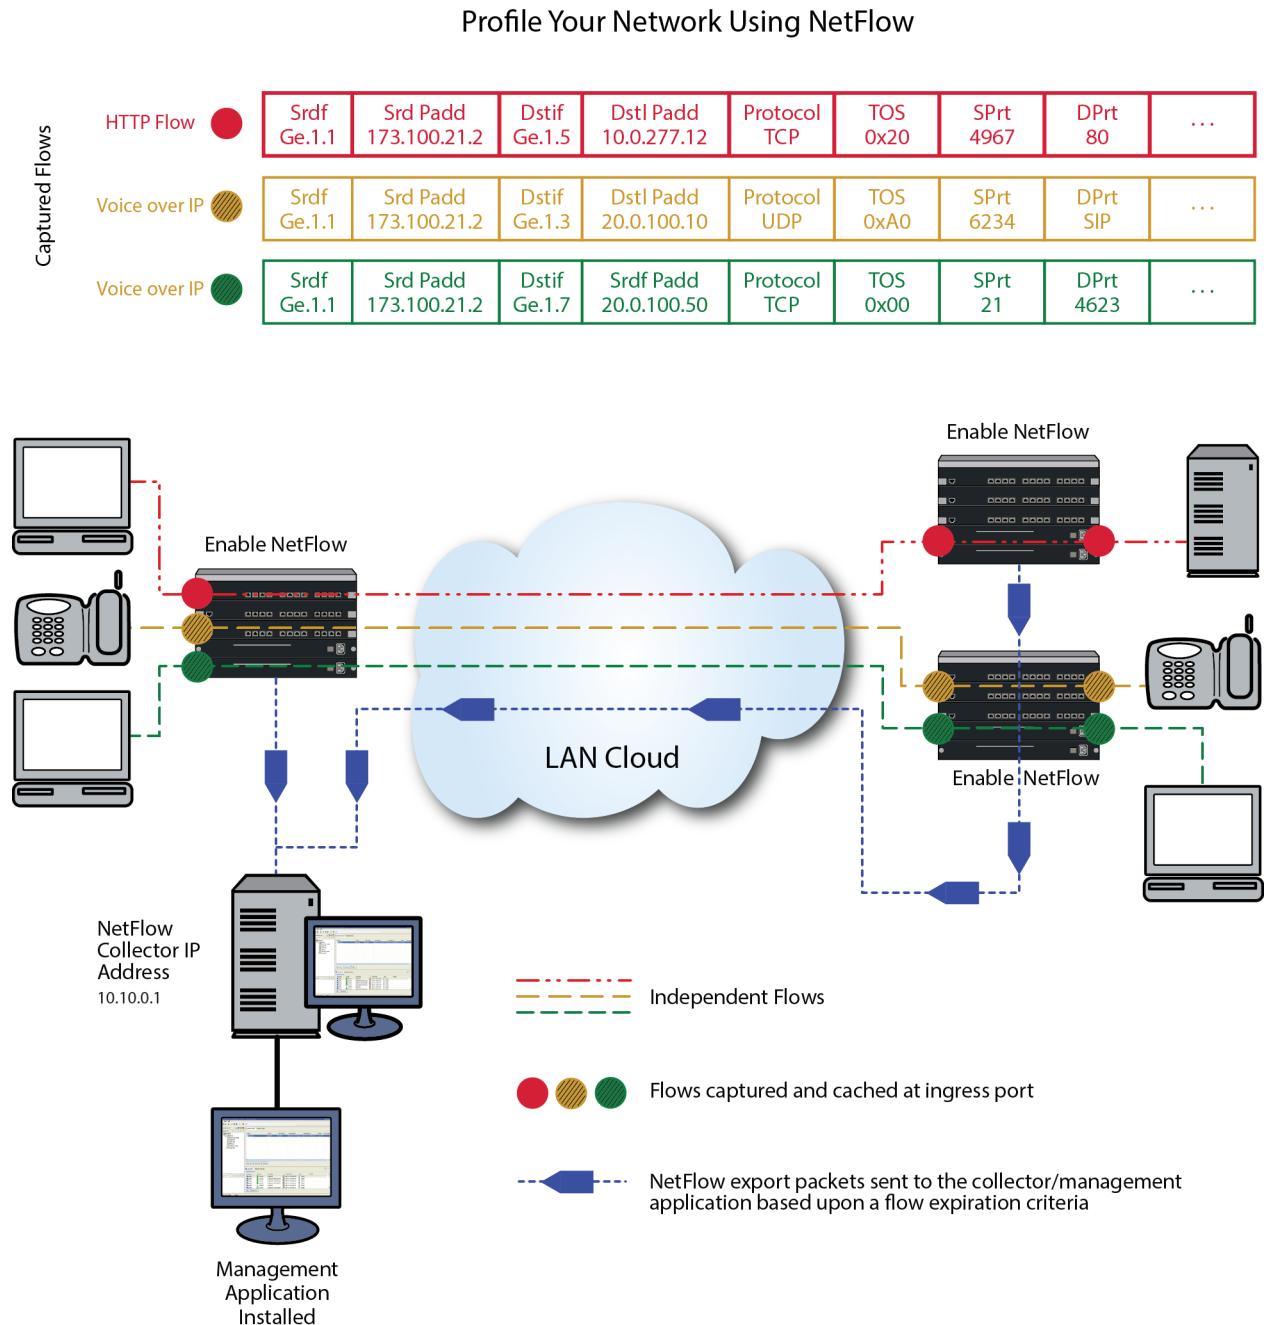 Profile Your Network Using NetFlow
Captured Flows
HTTP Flow
Srdf Srd Padd Dstif Dstl Padd Protocol TOS SPrt DPrt ...
Ge.1.1 173.100.21.2 Ge.1.5 10.0.277.12 TCP 0x20 4967 80
Voice over IP
Srdf Srd Padd Dstif Dstl Padd Protocol TOS SPrt DPrt ...
Ge.1.1 173.100.21.2 Ge.1.3 20.0.100.10 UDP 0xA0 6234 SIP
Voice over IP
Srdf Srd Padd Dstif Srdf Padd Protocol TOS SPrt DPrt ...
Ge.1.1 173.100.21.2 Ge.1.7 20.0.100.50 TCP 0x00 21 4623
Enable NetFlow
Enable NetFlow
LAN Cloud
Enable NetFlow
NetFlow
Collector IP
Address
10.10.0.1
Independent Flows
Flows captured and cached at ingress port
NetFlow export packets sent to the collector/management
application based upon a flow expiration criteria
Management
Application
Installed